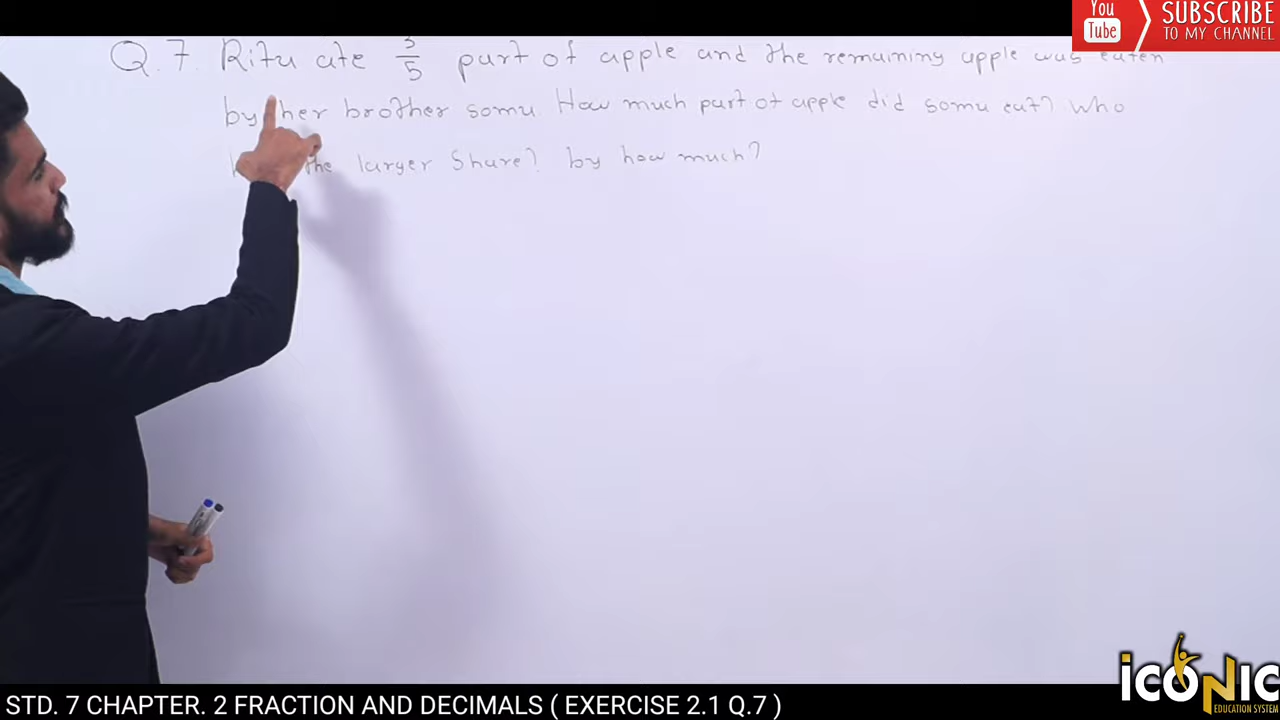 You
Tube
SUBSCRIBE
TO MY CHANNEL
Q.7. Ritu ate 3/5 part of apple and the remaining apple was eaten
by her brother somu How much part of apple did somu eat? Who
the larger Share? by how much?
iCONIC
EDUCATION SYSTEM
STD. 7 CHAPTER. 2 FRACTION AND DECIMALS ( EXERCISE 2.1 Q.7 )